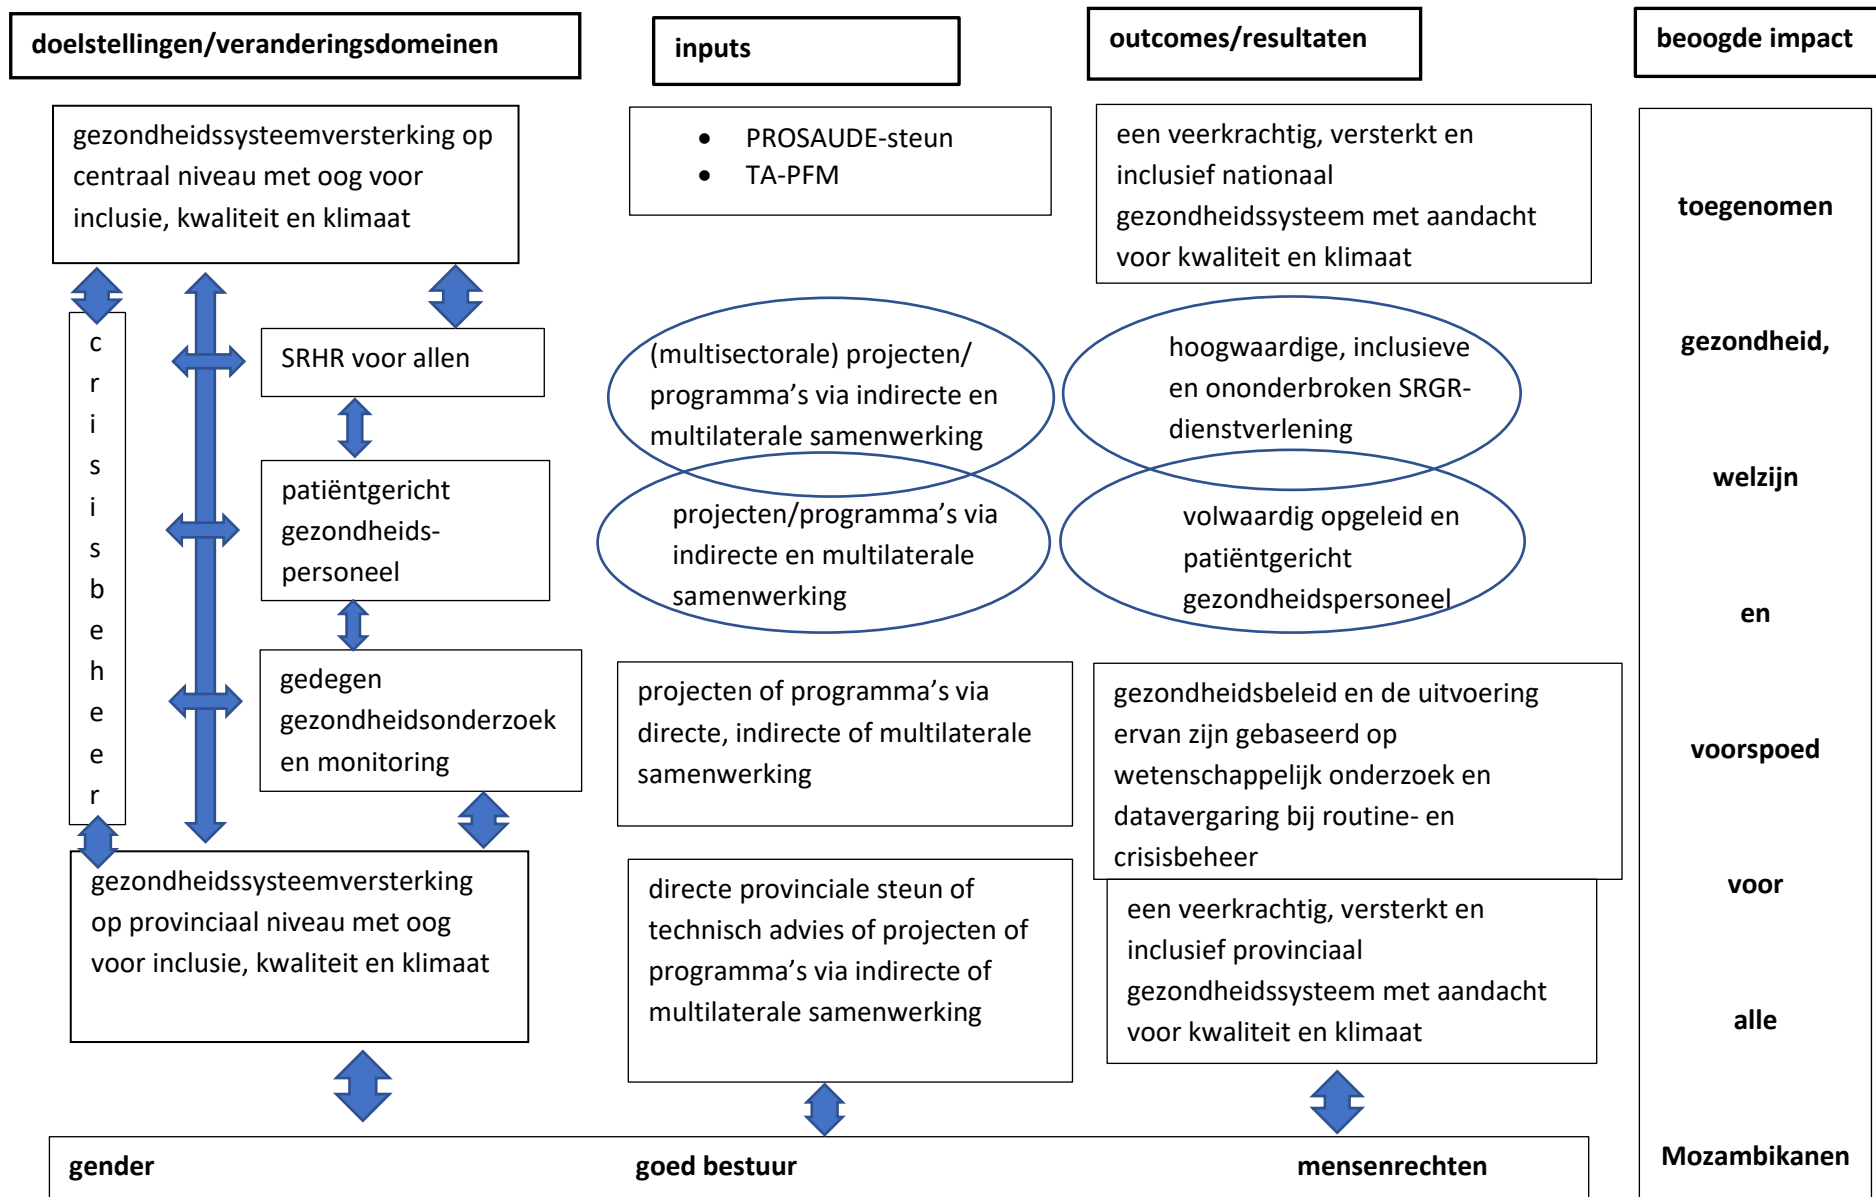 doelstellingen/veranderingsdomeinen
inputs
outcomes/resultaten
beoogde impact
gezondheidssysteemversterking op
centraal niveau met oog voor
inclusie, kwaliteit en klimaat
• PROSAUDE-steun
• TA-PFM
een veerkrachtig, versterkt en
inclusief nationaal
gezondheidssysteem met aandacht
voor kwaliteit en klimaat
c
r
i
s
i
s
b
e
h
e
e
r
SRHR voor allen
(multisectorale) projecten/
programma’s via indirecte en
multilaterale samenwerking
hoogwaardige, inclusieve
en ononderbroken SRGR-
dienstverlening
patiëntgericht
gezondheids-
personeel
projecten/programma’s via
indirecte en multilaterale
samenwerking
volwaardig opgeleid en
patiëntgericht
gezondheidspersoneel
gedegen
gezondheidsonderzoek
en monitoring
projecten of programma’s via
directe, indirecte of multilaterale
samenwerking
gezondheidsbeleid en de uitvoering
ervan zijn gebaseerd op
wetenschappelijk onderzoek en
datavergaring bij routine- en
crisisbeheer
gezondheidssysteemversterking
op provinciaal niveau met oog
voor inclusie, kwaliteit en klimaat
directe provinciale steun of
technisch advies of projecten of
programma’s via indirecte of
multilaterale samenwerking
een veerkrachtig, versterkt en
inclusief provinciaal
gezondheidssysteem met aandacht
voor kwaliteit en klimaat
toegenomen
gezondheid,
welzijn
en
voorspoed
voor
alle
Mozambikanen
gender
goed bestuur
mensenrechten